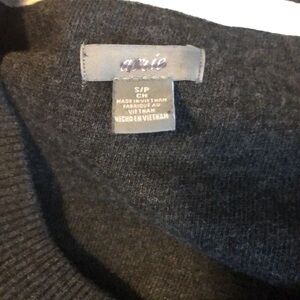 aerie
S/P
CH
MADE IN VIETNAM
FABRIQUÉ AU
VIETNAM
HECHO EN VIETNAM